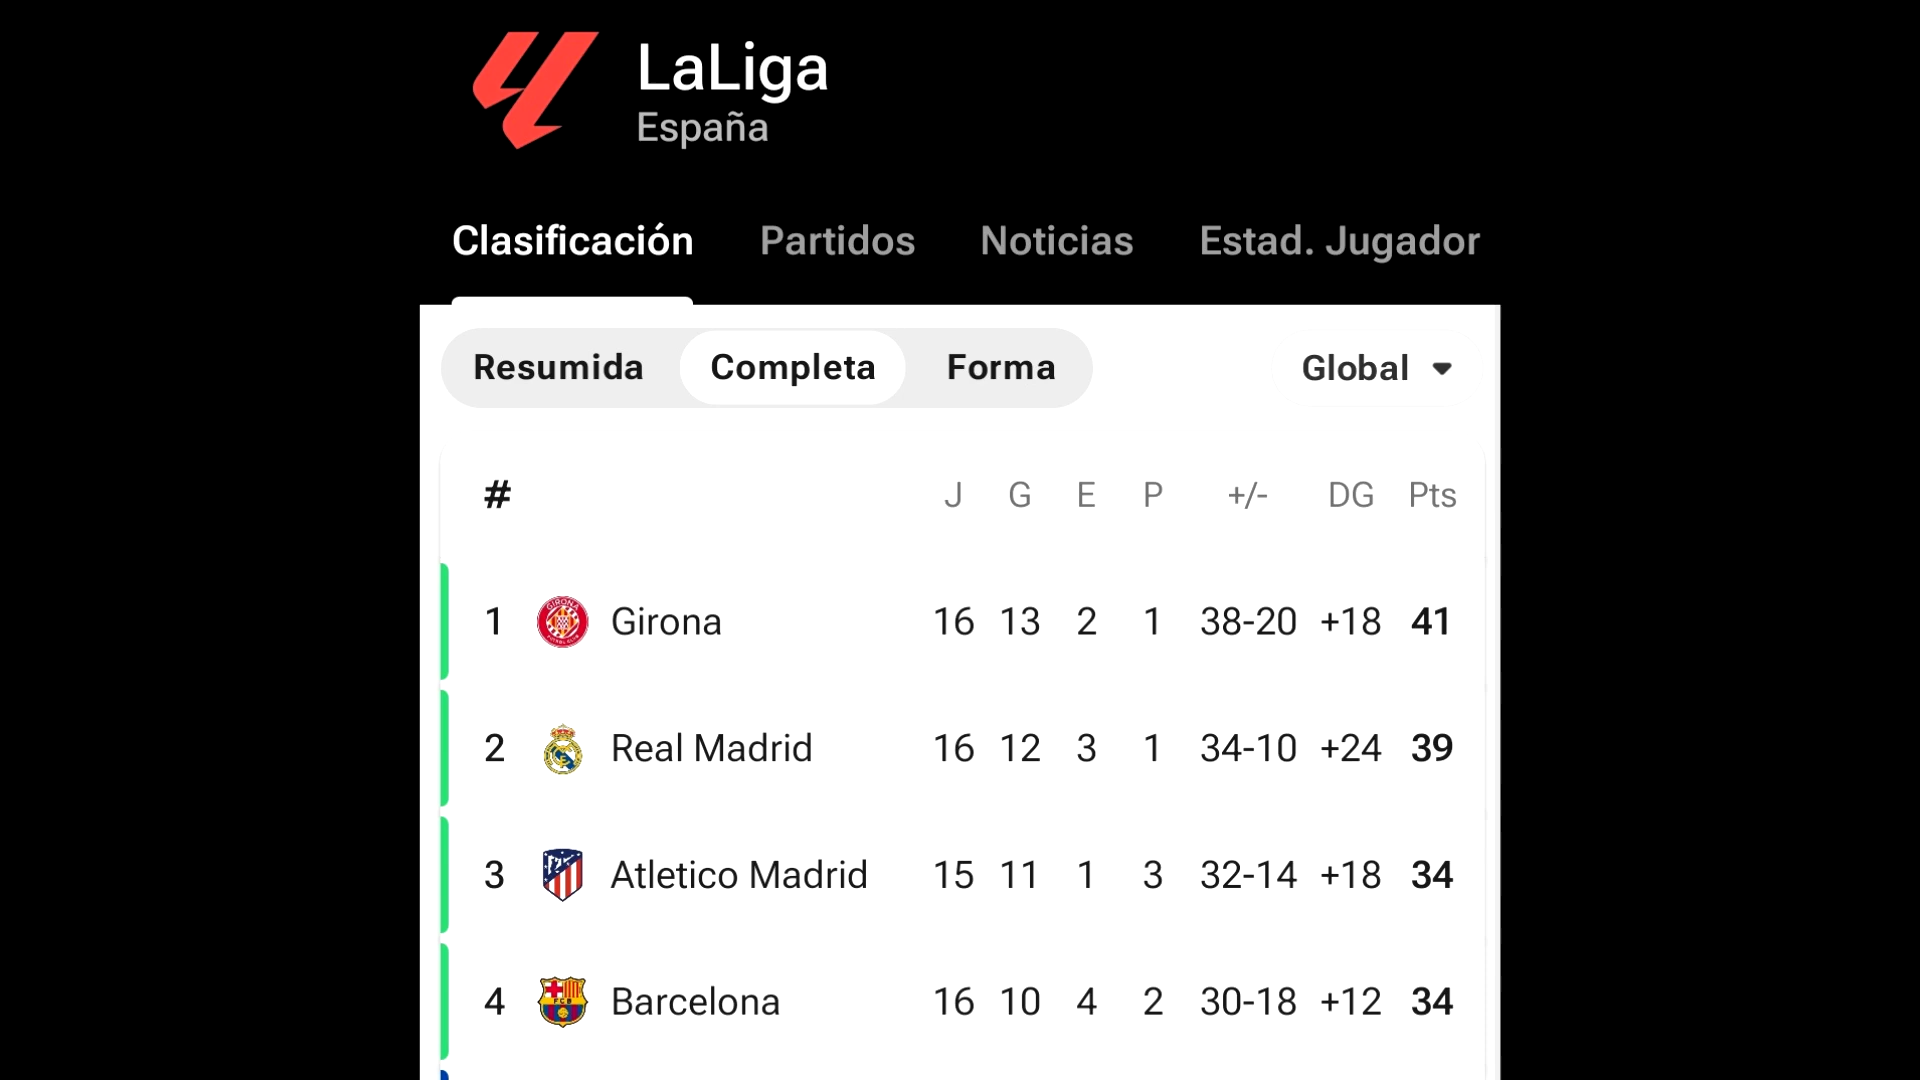 LaLiga
España
Clasificación Partidos Noticias Estad. Jugador
Resumida Completa Forma Global
# J G E P +/- DG Pts
1 Girona 16 13 2 1 38-20 +18 41
2 Real Madrid 16 12 3 1 34-10 +24 39
3 Atletico Madrid 15 11 1 3 32-14 +18 34
4 Barcelona 16 10 4 2 30-18 +12 34